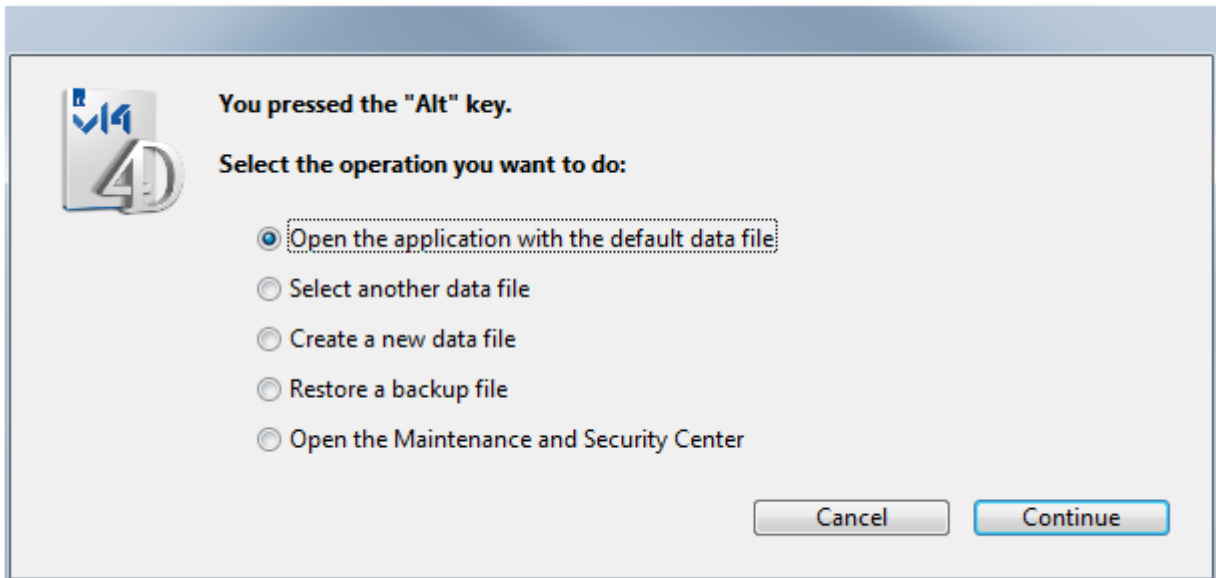 v14
4D
You pressed the "Alt" key.
Select the operation you want to do:
Open the application with the default data file
Select another data file
Create a new data file
Restore a backup file
Open the Maintenance and Security Center
Cancel
Continue